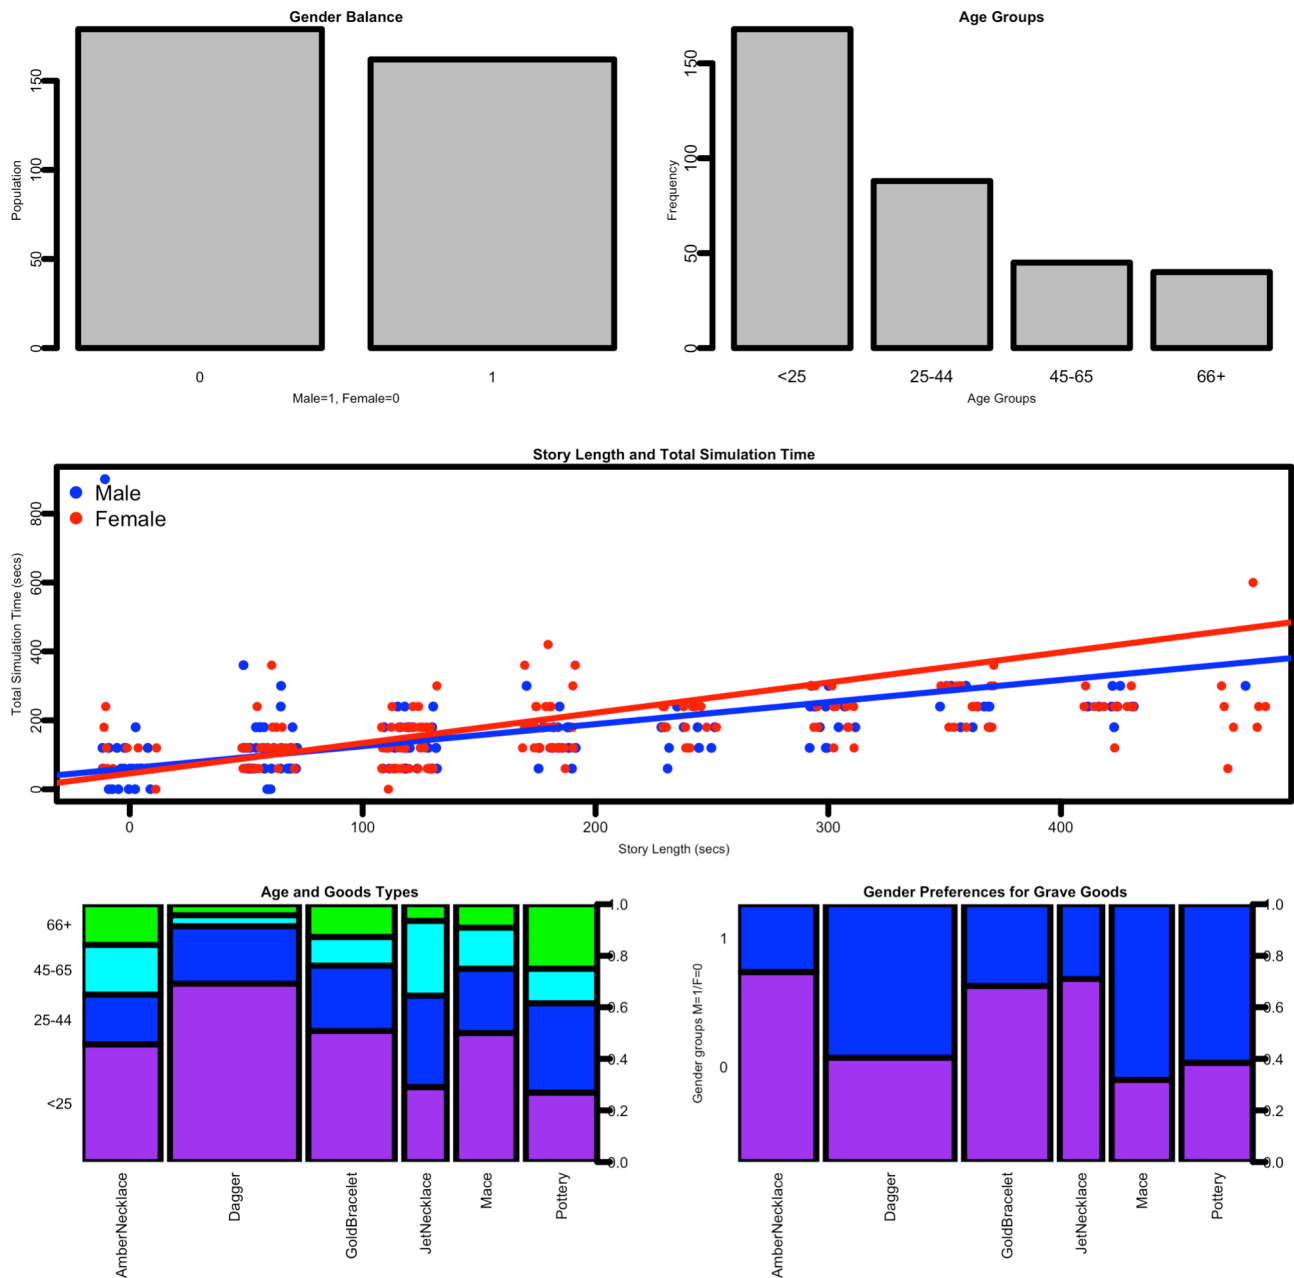 Gender Balance
Population
0
50
100
150
0
1
Male=1, Female=0
Age Groups
Frequency
0
50
100
150
<25
25-44
45-65
66+
Age Groups
Story Length and Total Simulation Time
Male
Female
Total Simulation Time (secs)
0
200
400
600
800
0
100
200
300
400
Story Length (secs)
Age and Goods Types
66+
45-65
25-44
<25
1.0
0.8
0.6
0.4
0.2
0.0
AmberNecklace
Dagger
GoldBracelet
JetNecklace
Mace
Pottery
Gender Preferences for Grave Goods
Gender groups M=1/F=0
1
0
1.0
0.8
0.6
0.4
0.2
0.0
AmberNecklace
Dagger
GoldBracelet
JetNecklace
Mace
Pottery